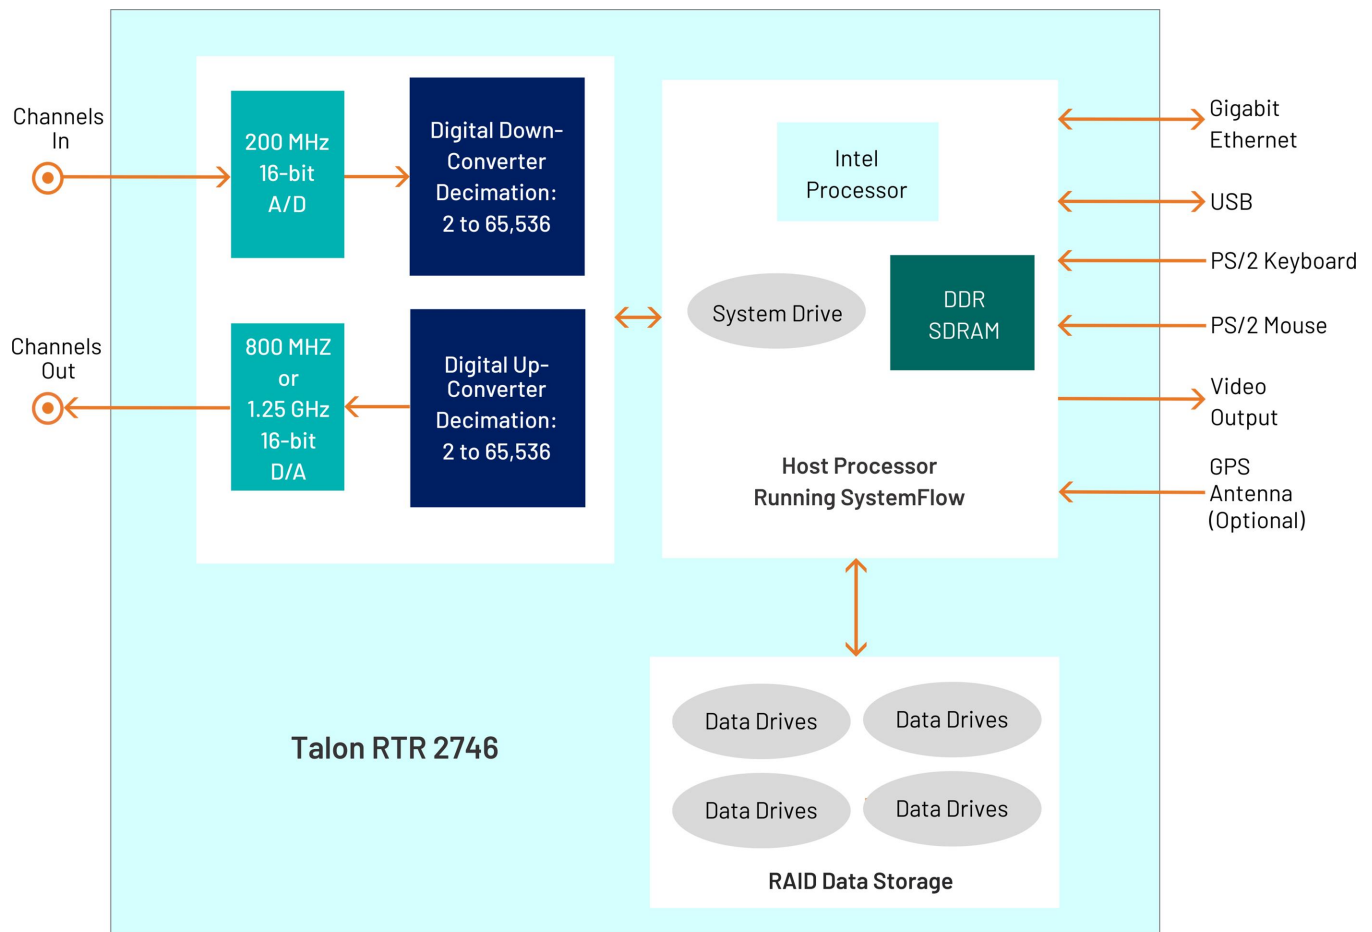 Channels
In
200 MHz
16-bit
A/D
Digital Down-
Converter
Decimation:
2 to 65,536
Channels
Out
800 MHZ
or
1.25 GHz
16-bit
D/A
Digital Up-
Converter
Decimation:
2 to 65,536
Intel
Processor
System Drive
DDR
SDRAM
Host Processor
Running SystemFlow
Gigabit
Ethernet
USB
PS/2 Keyboard
PS/2 Mouse
Video
Output
GPS
Antenna
(Optional)
Talon RTR 2746
Data Drives
Data Drives
Data Drives
Data Drives
RAID Data Storage